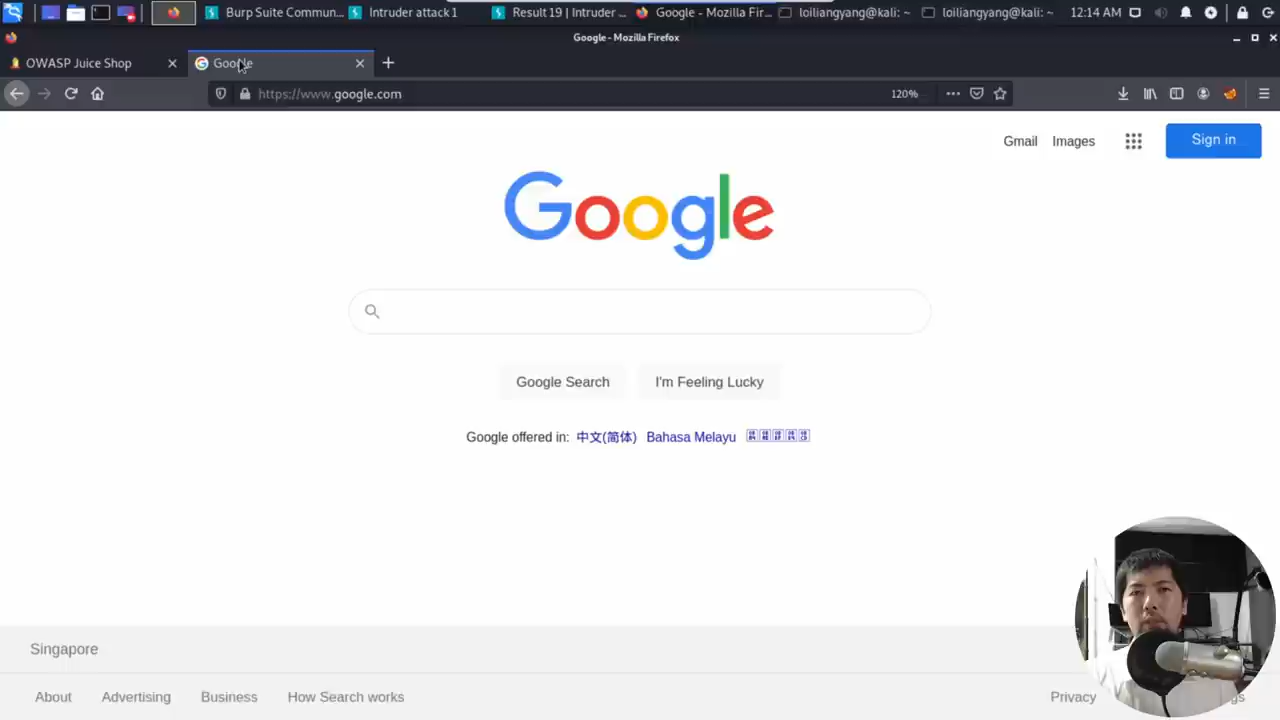 Burp Suite Commun...
Intruder attack 1
Result 19 | Intruder ...
Google - Mozilla Fir...
loiliangyang@kali: ~
loiliangyang@kali: ~
12:14 AM
Google - Mozilla Firefox
OWASP Juice Shop
Google
https://www.google.com
120%
Gmail
Images
Sign in
Google
Google Search
I'm Feeling Lucky
Google offered in: 中文(简体) Bahasa Melayu
Singapore
About
Advertising
Business
How Search works
Privacy